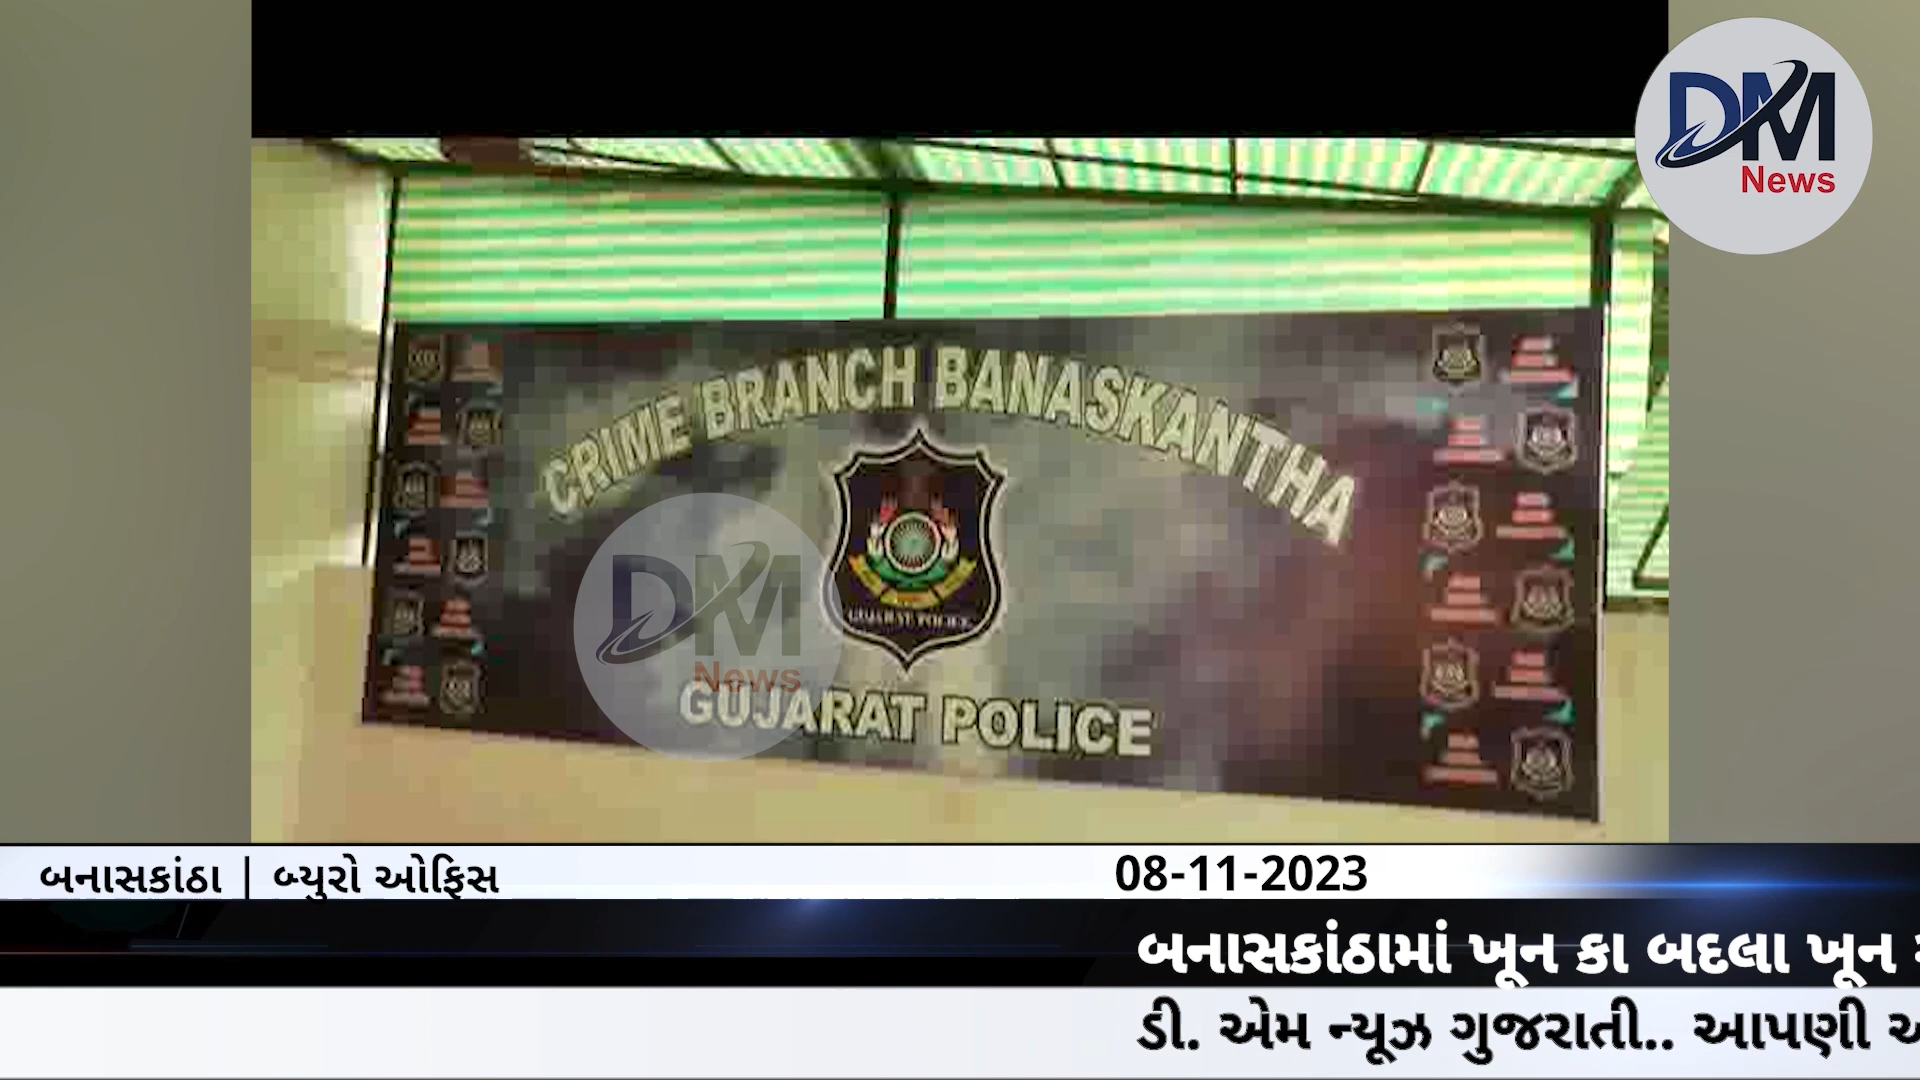 DM
News
CRIME BRANCH BANASKANTHA
GUJARAT POLICE
DM
News
GUJARAT POLICE
બનાસકાંઠા | બ્યુરો ઓફિસ
08-11-2023
બનાસકાંઠામાં ખૂન કા બદલા ખૂન
ડી. એમ ન્યૂઝ ગુજરાતી.. આપણી